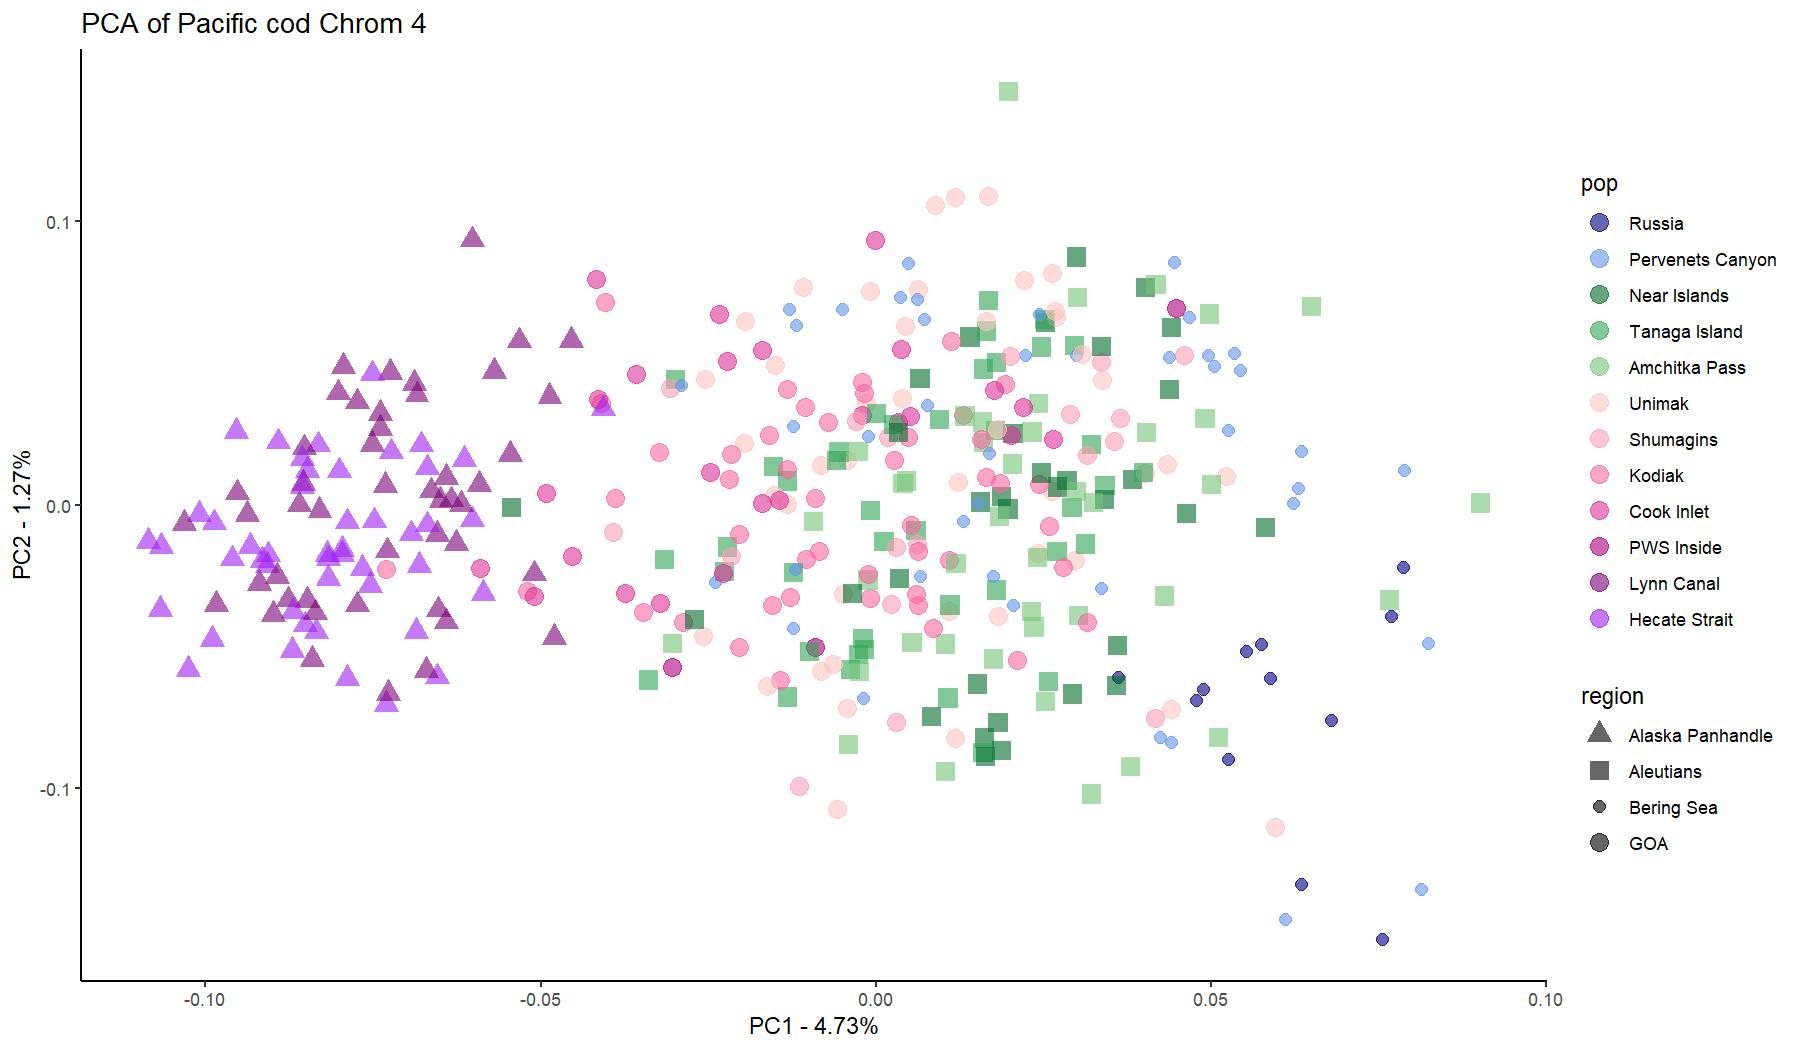 PCA of Pacific cod Chrom 4
PC2 - 1.27%
0.1
0.0
-0.1
-0.10
-0.05
0.00
0.05
0.10
PC1 - 4.73%
pop
Russia
Pervenets Canyon
Near Islands
Tanaga Island
Amchitka Pass
Unimak
Shumagins
Kodiak
Cook Inlet
PWS Inside
Lynn Canal
Hecate Strait
region
Alaska Panhandle
Aleutians
Bering Sea
GOA